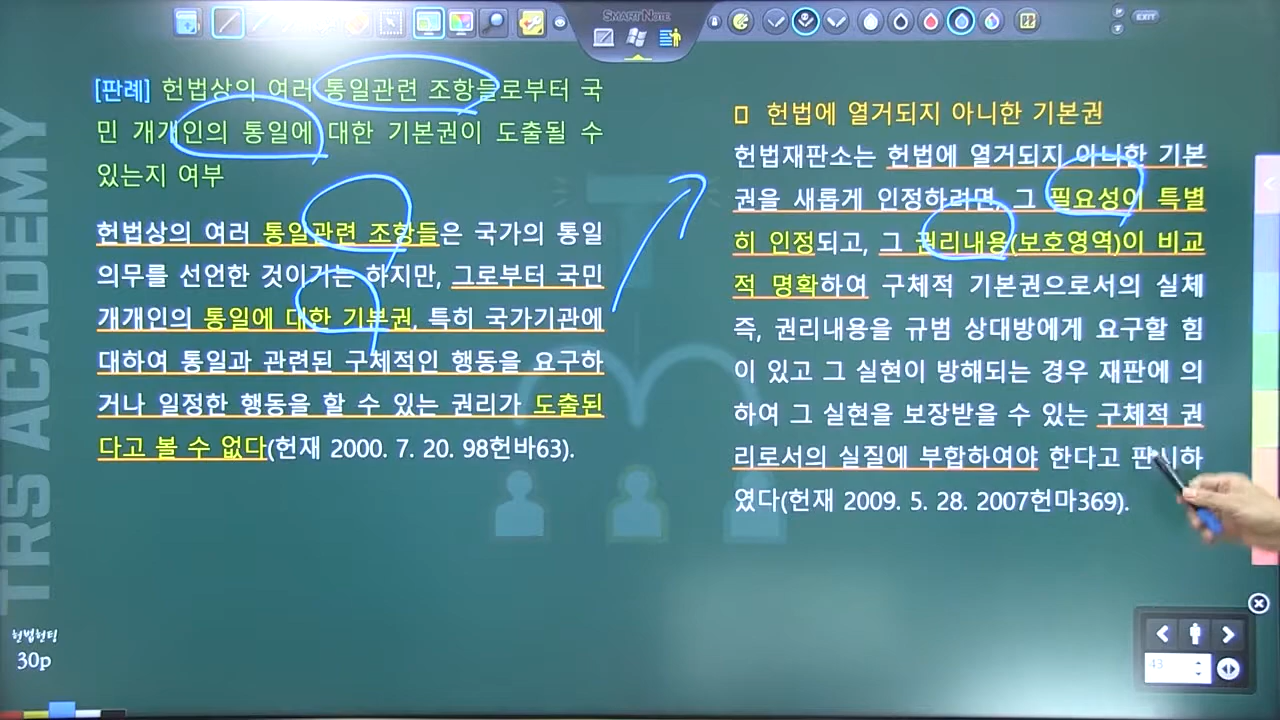 SMART NOTE
EXIT
[판례] 헌법상의 여러 통일관련 조항들로부터 국
민 개개인의 통일에 대한 기본권이 도출될 수
있는지 여부
헌법상의 여러 통일관련 조항들은 국가의 통일
의무를 선언한 것이기는 하지만, 그로부터 국민
개개인의 통일에 대한 기본권, 특히 국가기관에
대하여 통일과 관련된 구체적인 행동을 요구하
거나 일정한 행동을 할 수 있는 권리가 도출된
다고 볼 수 없다(헌재 2000. 7. 20. 98헌바63).
헌법에 열거되지 아니한 기본권
헌법재판소는 헌법에 열거되지 아니한 기본
권을 새롭게 인정하려면, 그 필요성이 특별
히 인정되고, 그 권리내용(보호영역)이 비교
적 명확하여 구체적 기본권으로서의 실체
즉, 권리내용을 규범 상대방에게 요구할 힘
이 있고 그 실현이 방해되는 경우 재판에 의
하여 그 실현을 보장받을 수 있는 구체적 권
리로서의 실질에 부합하여야 한다고 판시하
였다(헌재 2009. 5. 28. 2007헌마369).
TRS ACADEMY
헌법헌팅
30p
43